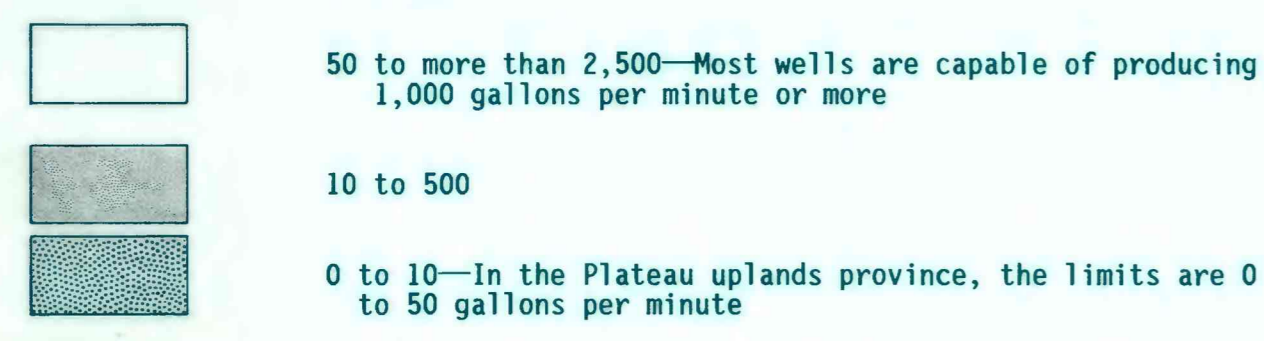 50 to more than 2,500—Most wells are capable of producing
1,000 gallons per minute or more
10 to 500
0 to 10—In the Plateau uplands province, the limits are 0
to 50 gallons per minute